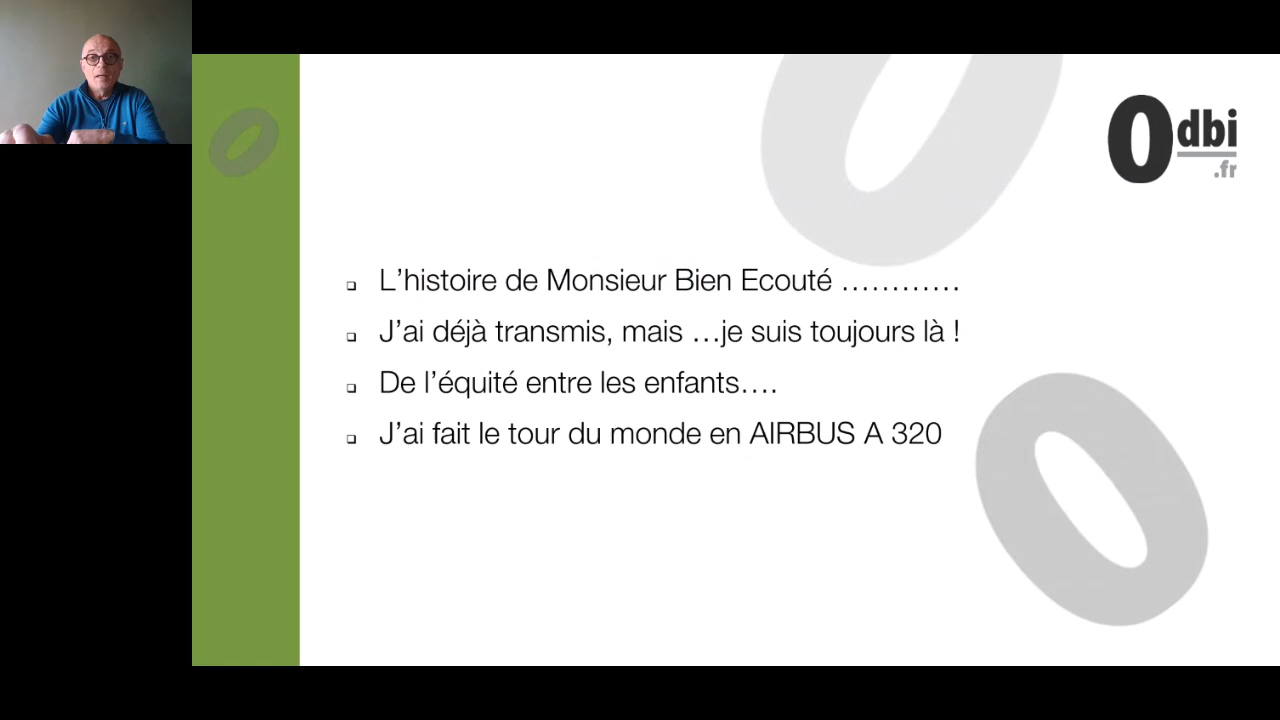 Odbi
.fr
L’histoire de Monsieur Bien Ecouté …………
J’ai déjà transmis, mais …je suis toujours là !
De l’équité entre les enfants….
J’ai fait le tour du monde en AIRBUS A 320